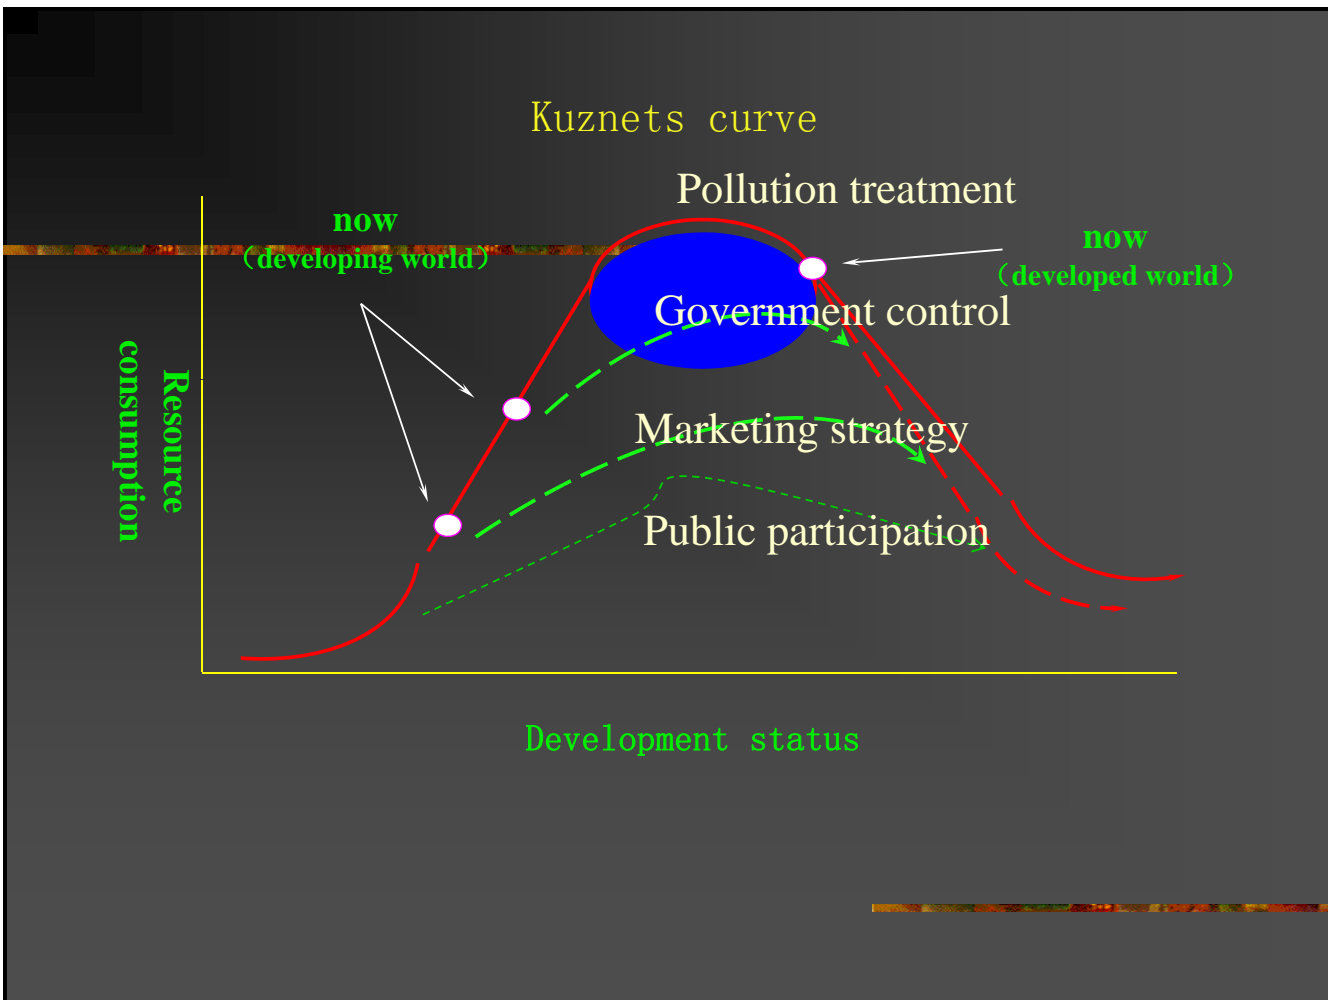 Kuznets curve
Pollution treatment
now
（developing world）
now
（developed world）
Government control
Resource
consumption
Marketing strategy
Public participation
Development status